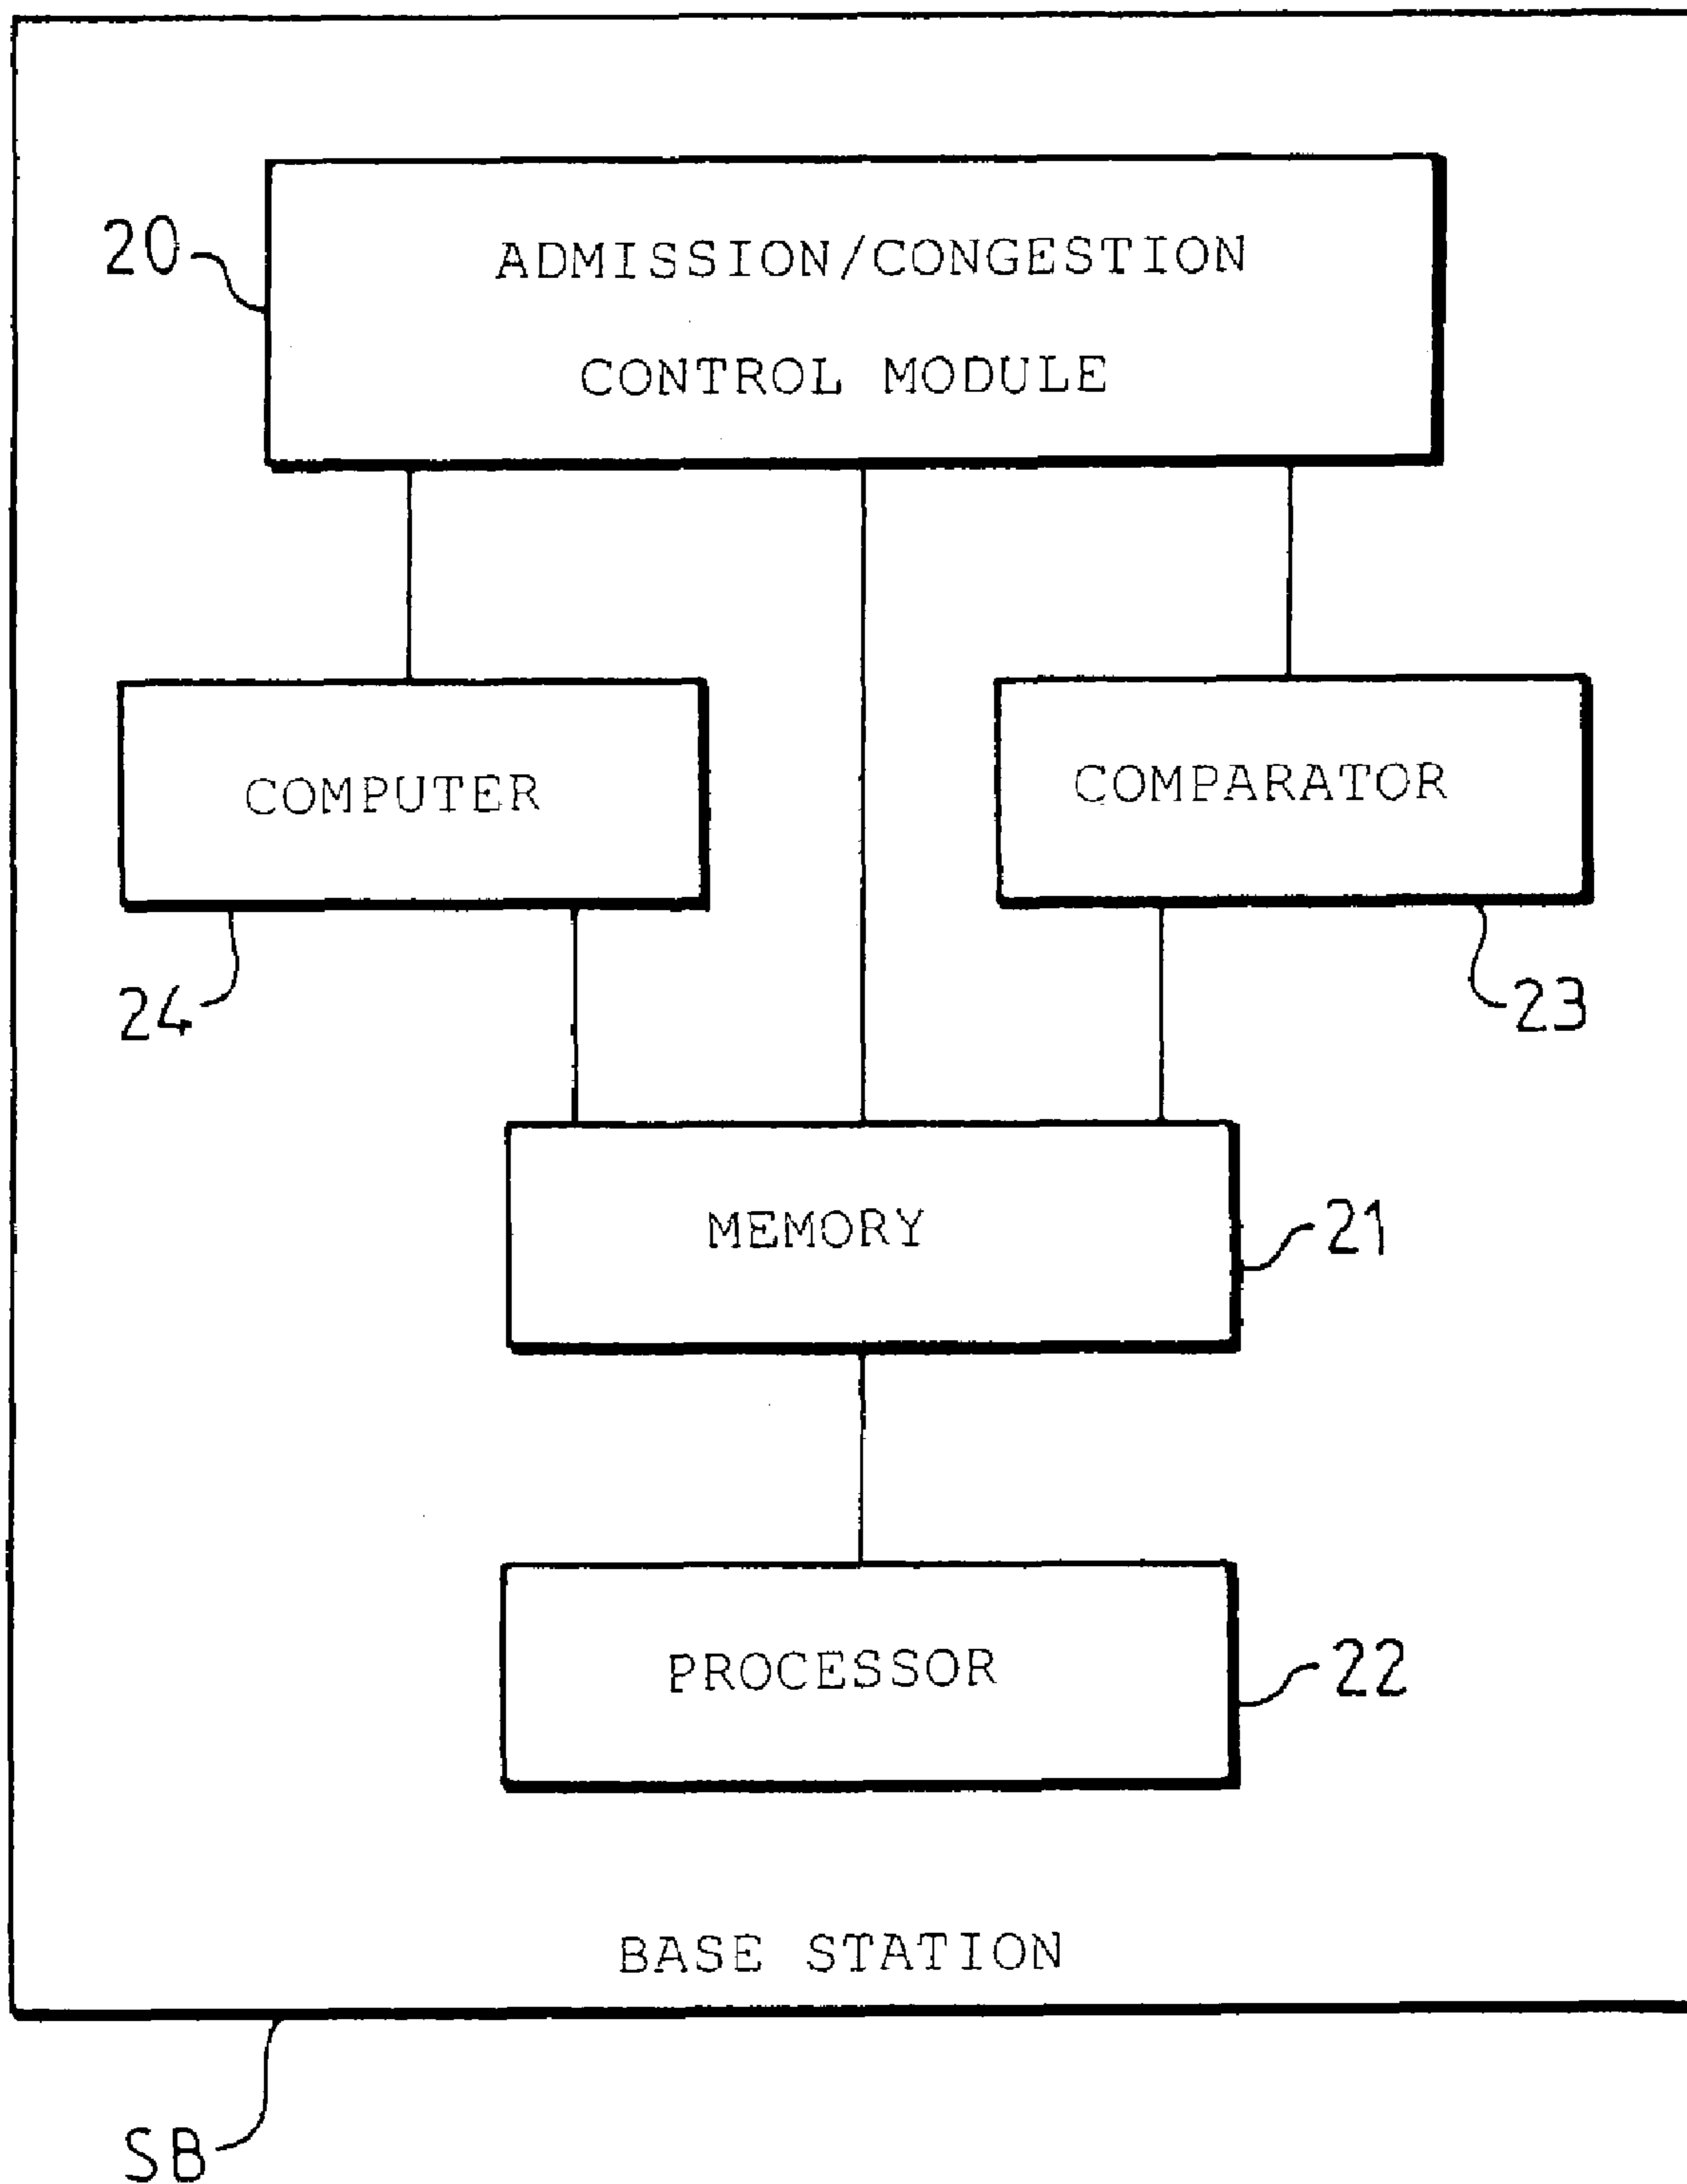 20
ADMISSION/CONGESTION
CONTROL MODULE
COMPUTER
COMPARATOR
24
23
MEMORY
21
PROCESSOR
22
BASE STATION
SB